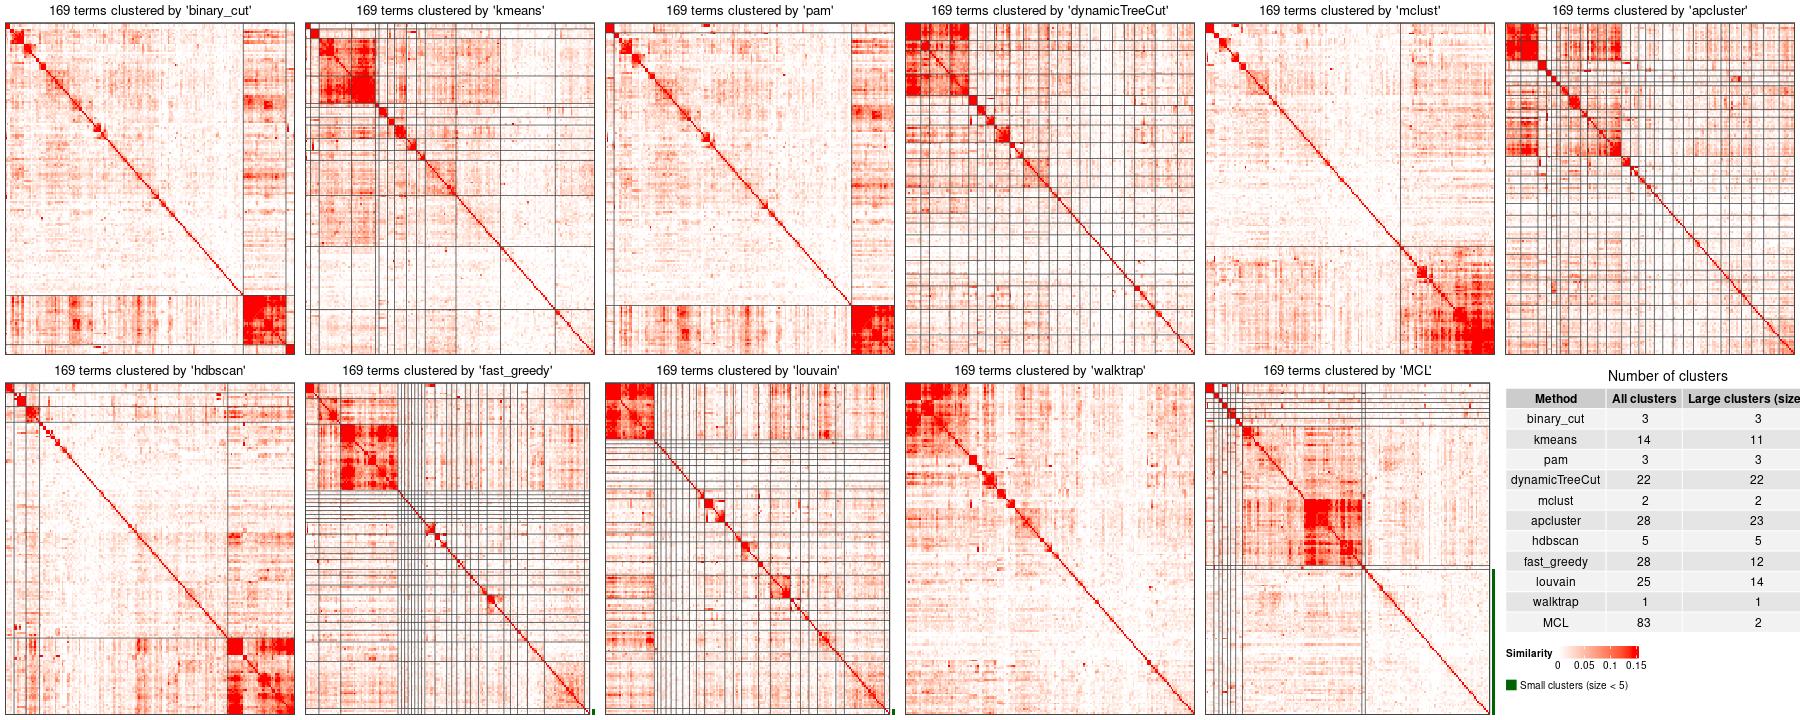 169 terms clustered by 'binary_cut'
169 terms clustered by 'kmeans'
169 terms clustered by 'pam'
169 terms clustered by 'dynamicTreeCut'
169 terms clustered by 'mclust'
169 terms clustered by 'apcluster'
169 terms clustered by 'hdbscan'
169 terms clustered by 'fast_greedy'
169 terms clustered by 'louvain'
169 terms clustered by 'walktrap'
169 terms clustered by 'MCL'
Number of clusters
Method All clusters Large clusters (size
binary_cut 3 3
kmeans 14 11
pam 3 3
dynamicTreeCut 22 22
mclust 2 2
apcluster 28 23
hdbscan 5 5
fast_greedy 28 12
louvain 25 14
walktrap 1 1
MCL 83 2
Similarity
0 0.05 0.1 0.15
Small clusters (size < 5)